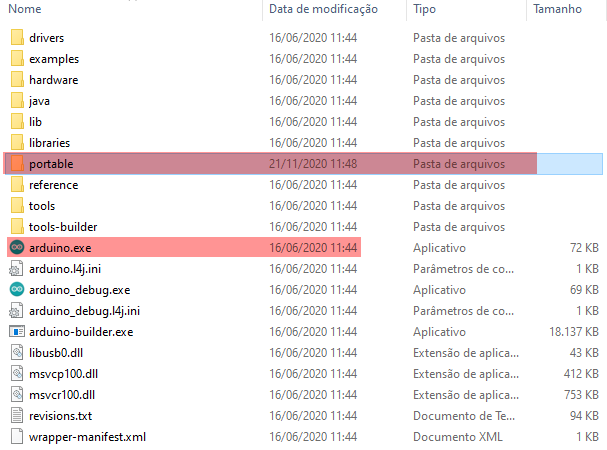 Nome Data de modificação Tipo Tamanho
drivers 16/06/2020 11:44 Pasta de arquivos
examples 16/06/2020 11:44 Pasta de arquivos
hardware 16/06/2020 11:44 Pasta de arquivos
java 16/06/2020 11:44 Pasta de arquivos
lib 16/06/2020 11:44 Pasta de arquivos
libraries 16/06/2020 11:44 Pasta de arquivos
portable 21/11/2020 11:48 Pasta de arquivos
reference 16/06/2020 11:44 Pasta de arquivos
tools 16/06/2020 11:44 Pasta de arquivos
tools-builder 16/06/2020 11:44 Pasta de arquivos
arduino.exe 16/06/2020 11:44 Aplicativo 72 KB
arduino.l4j.ini 16/06/2020 11:44 Parâmetros de co... 1 KB
arduino_debug.exe 16/06/2020 11:44 Aplicativo 69 KB
arduino_debug.l4j.ini 16/06/2020 11:44 Parâmetros de co... 1 KB
arduino-builder.exe 16/06/2020 11:44 Aplicativo 18.137 KB
libusb0.dll 16/06/2020 11:44 Extensão de aplica... 43 KB
msvcp100.dll 16/06/2020 11:44 Extensão de aplica... 412 KB
msvcr100.dll 16/06/2020 11:44 Extensão de aplica... 753 KB
revisions.txt 16/06/2020 11:44 Documento de Te... 94 KB
wrapper-manifest.xml 16/06/2020 11:44 Documento XML 1 KB